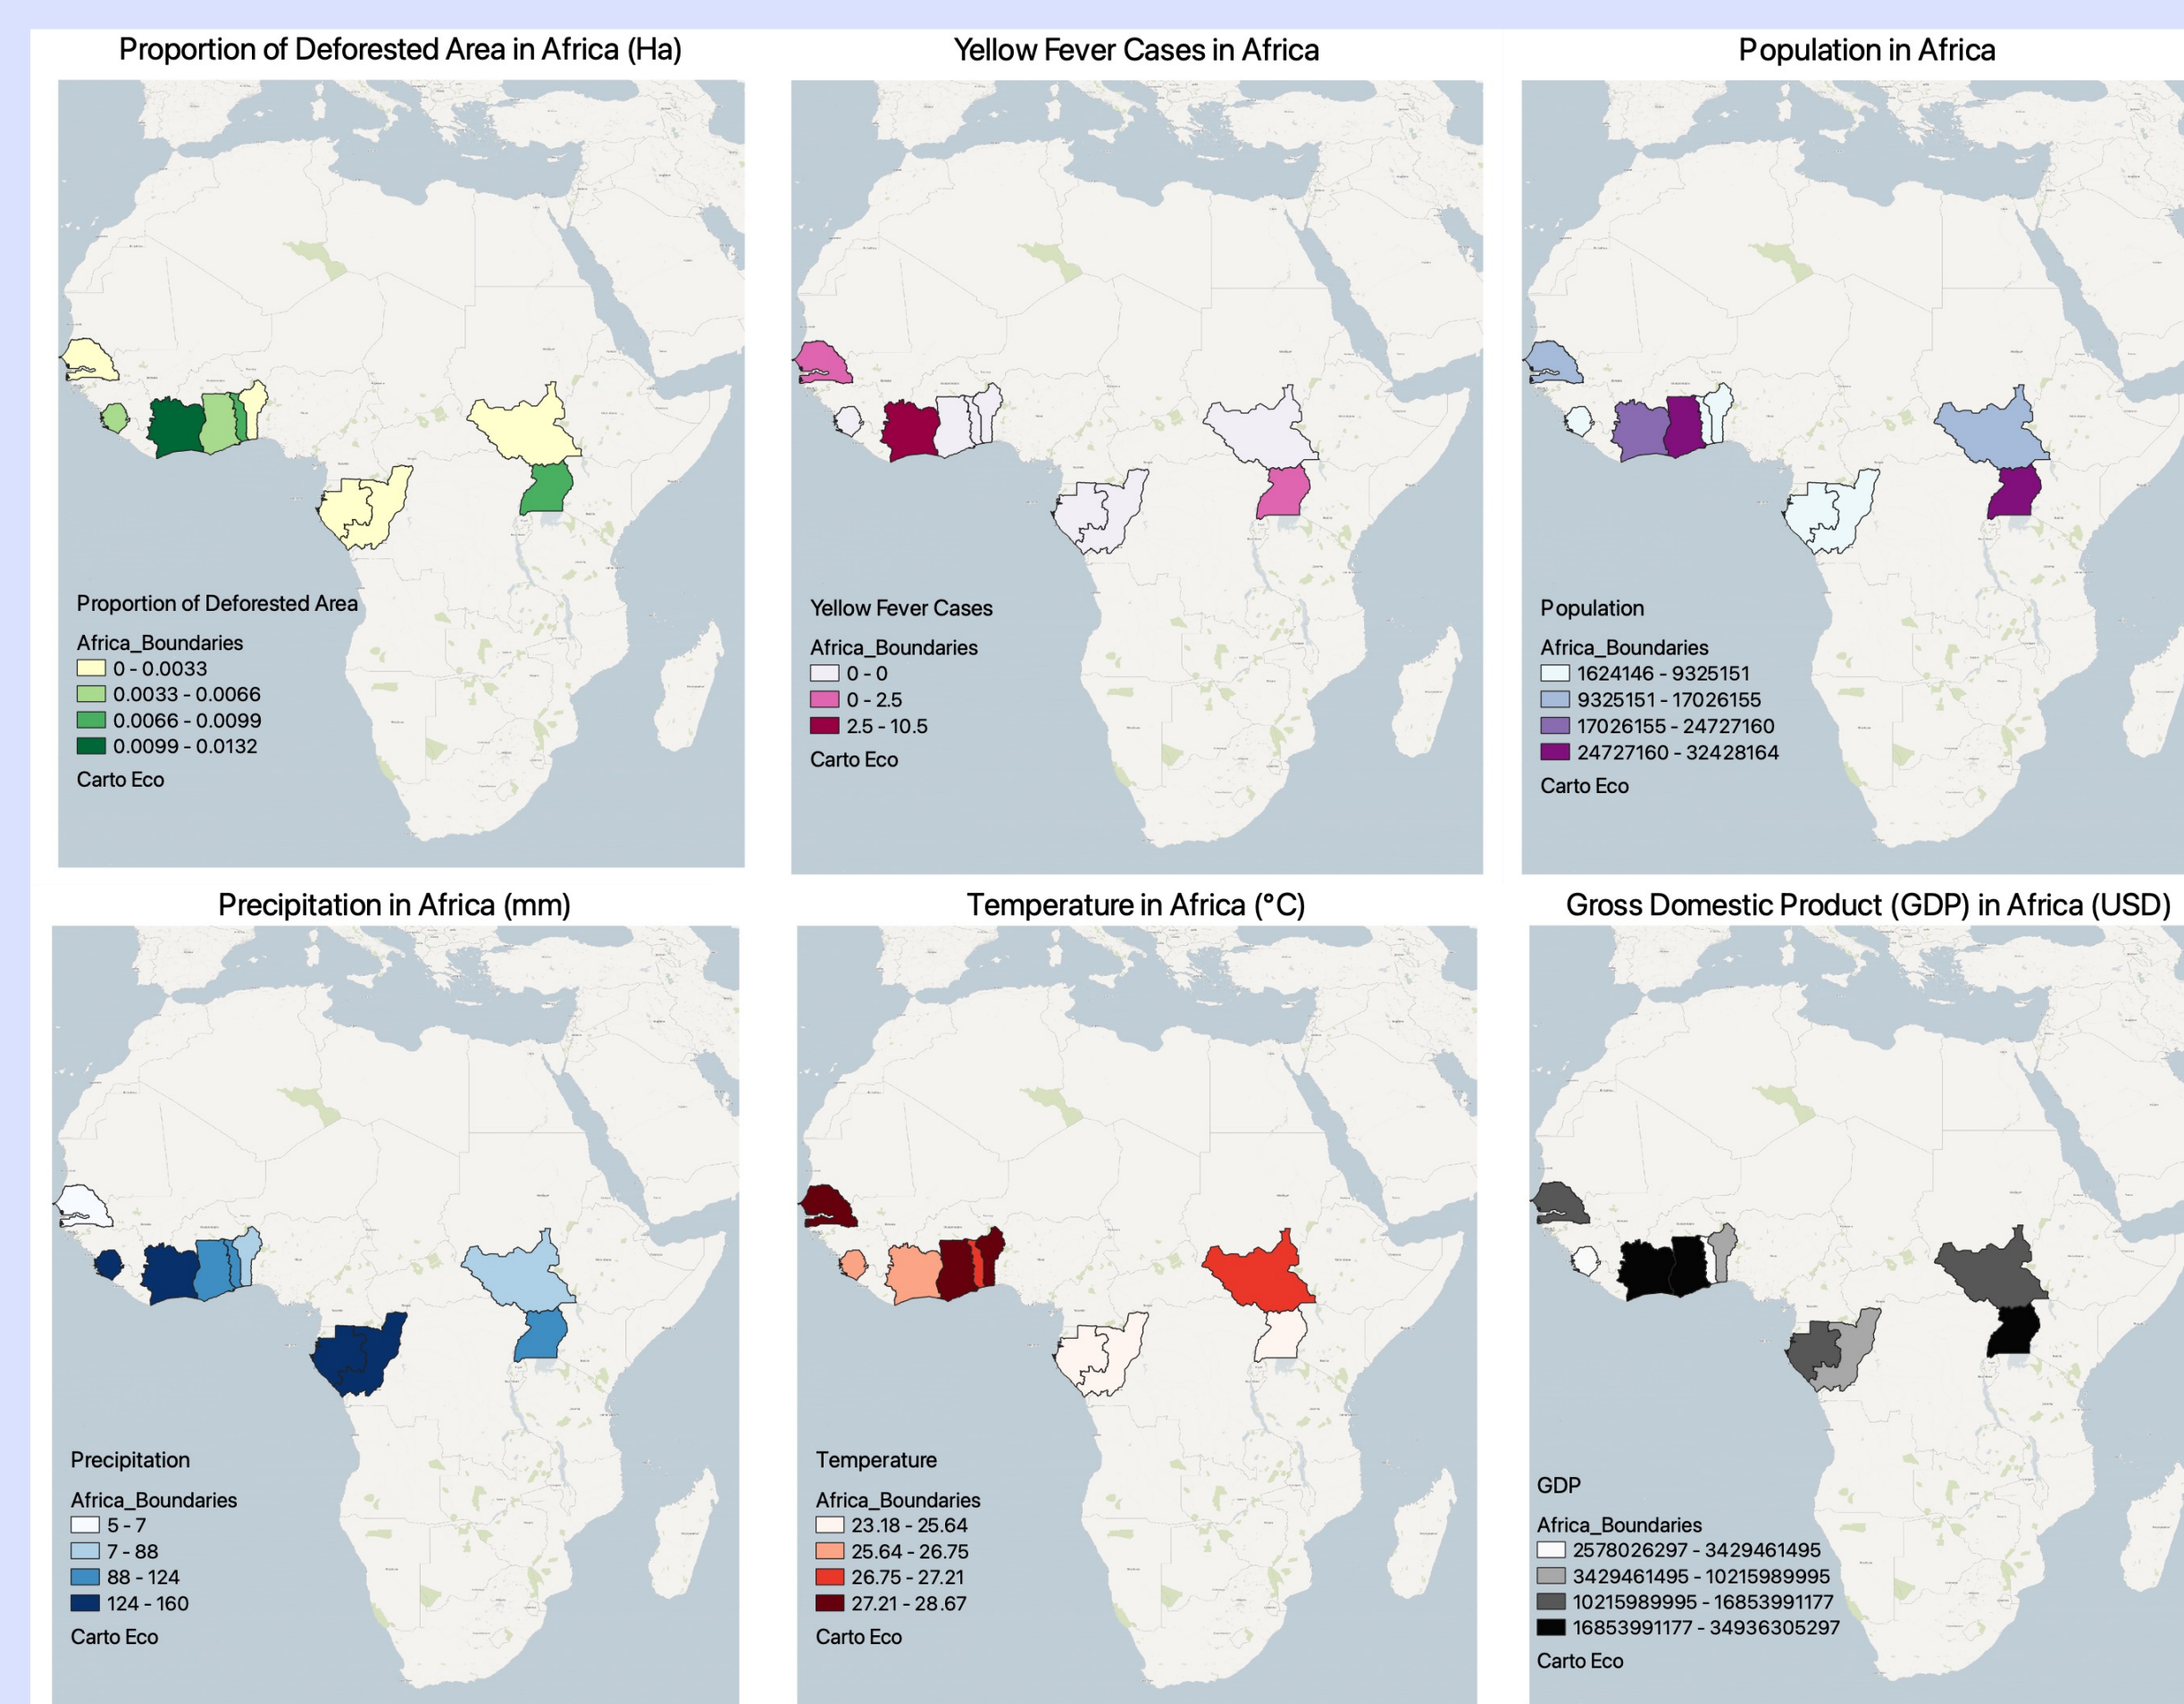 Proportion of Deforested Area in Africa (Ha)
Proportion of Deforested Area
Africa_Boundaries
0 - 0.0033
0.0033 - 0.0066
0.0066 - 0.0099
0.0099 - 0.0132
Carto Eco
Yellow Fever Cases in Africa
Yellow Fever Cases
Africa_Boundaries
0 - 0
0 - 2.5
2.5 - 10.5
Carto Eco
Population in Africa
Population
Africa_Boundaries
1624146 - 9325151
9325151 - 17026155
17026155 - 24727160
24727160 - 32428164
Carto Eco
Precipitation in Africa (mm)
Precipitation
Africa_Boundaries
5 - 7
7 - 88
88 - 124
124 - 160
Carto Eco
Temperature in Africa (°C)
Temperature
Africa_Boundaries
23.18 - 25.64
25.64 - 26.75
26.75 - 27.21
27.21 - 28.67
Carto Eco
Gross Domestic Product (GDP) in Africa (USD)
GDP
Africa_Boundaries
2578026297 - 3429461495
3429461495 - 10215989995
10215989995 - 16853991177
16853991177 - 34936305297
Carto Eco